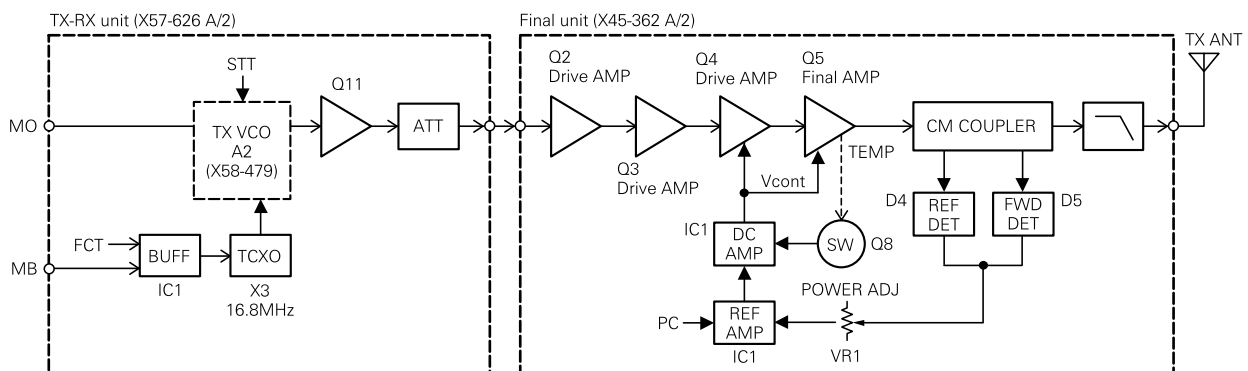 TX-RX unit (X57-626 A/2)
Final unit (X45-362 A/2)
TX ANT
STT
Q11
Q2
Drive AMP
Q4
Drive AMP
Q5
Final AMP
MO
TX VCO
A2
(X58-479)
ATT
CM COUPLER
TEMP
Q3
Drive AMP
Vcont
D4
REF
DET
FWD
DET
D5
IC1
DC
AMP
SW
Q8
FCT
MB
BUFF
TCXO
IC1
X3
16.8MHz
POWER ADJ
PC
REF
AMP
IC1
VR1